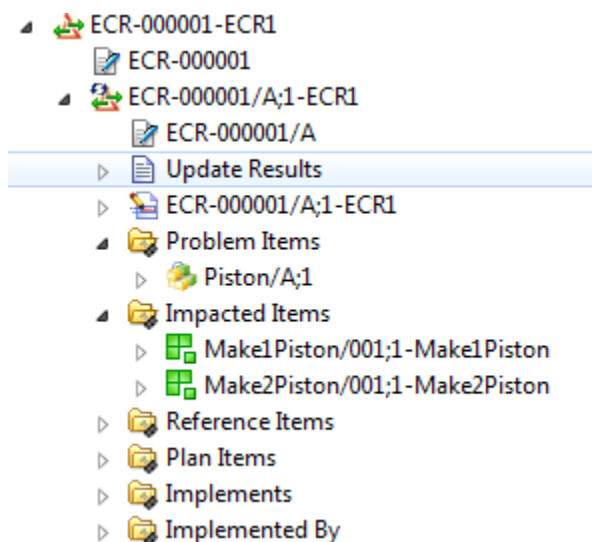 ECR-000001-ECR1
ECR-000001
ECR-000001/A;1-ECR1
ECR-000001/A
Update Results
ECR-000001/A;1-ECR1
Problem Items
Piston/A;1
Impacted Items
Make1Piston/001;1-Make1Piston
Make2Piston/001;1-Make2Piston
Reference Items
Plan Items
Implements
Implemented By